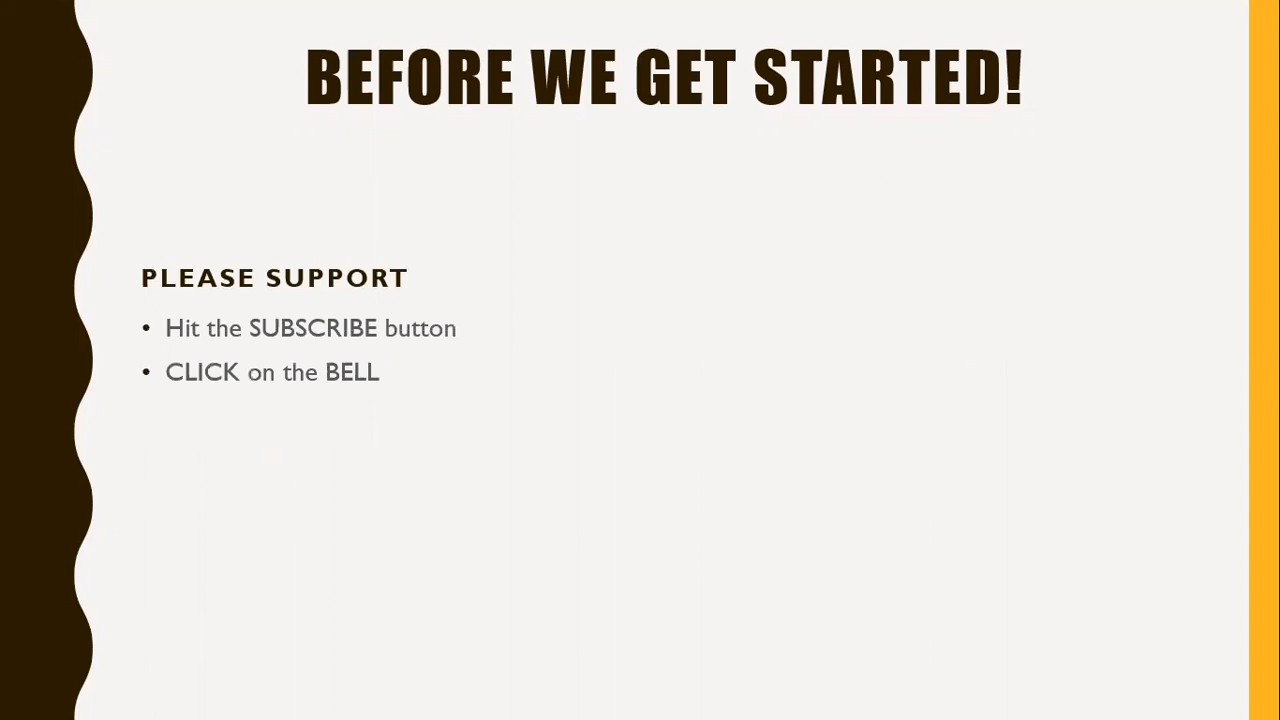 BEFORE WE GET STARTED!
PLEASE SUPPORT
• Hit the SUBSCRIBE button
• CLICK on the BELL